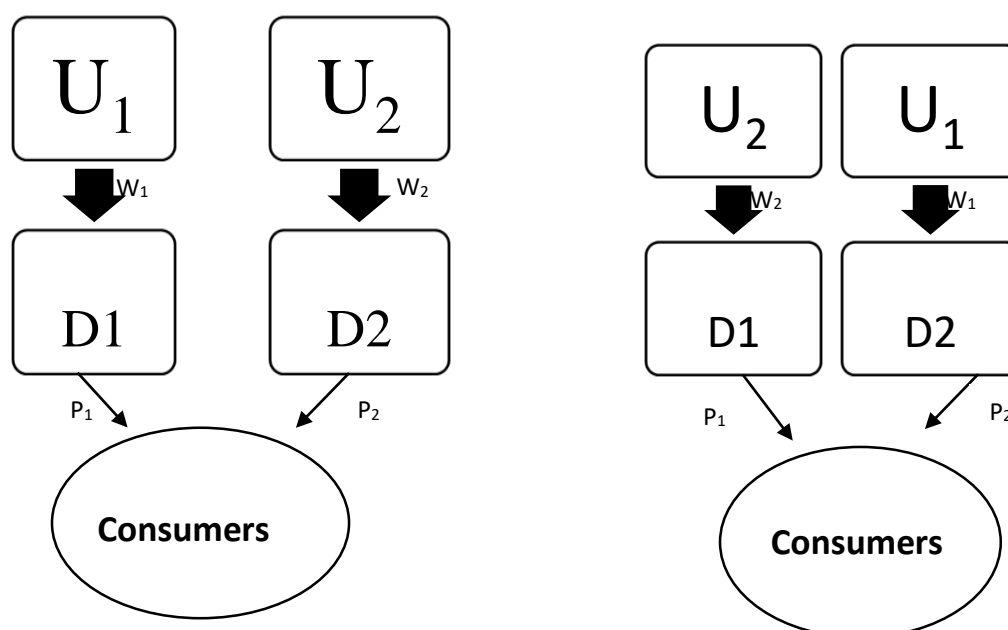 U₁ U₂
W₁ W₂
D1 D2
P₁ P₂
Consumers
U₂ U₁
W₂ W₁
D1 D2
P₁ P₂
Consumers